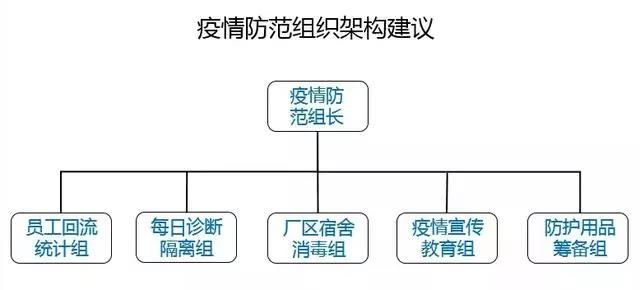 疫情防范组织架构建议
疫情防
范组长
员工回流
统计组
每日诊断
隔离组
厂区宿舍
消毒组
疫情宣传
教育组
防护用品
筹备组